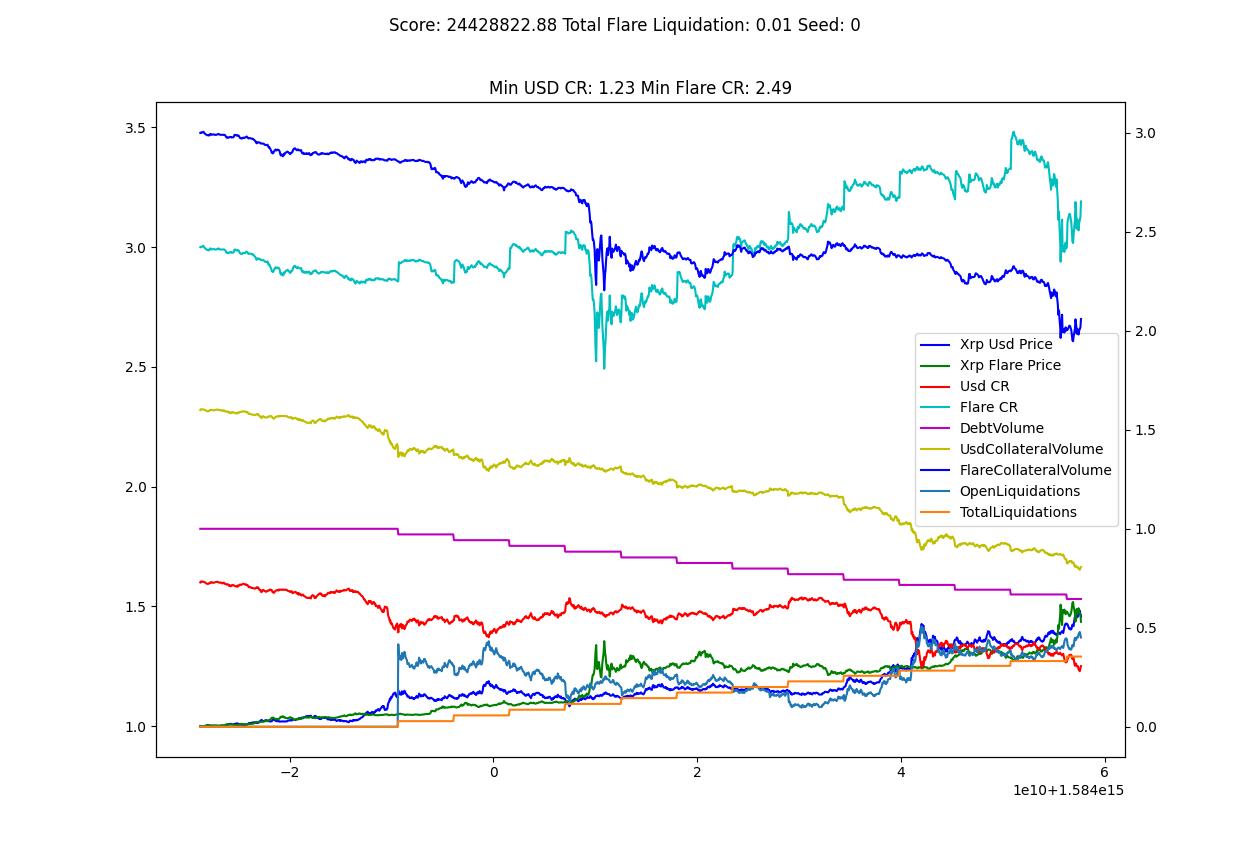 Score: 24428822.88 Total Flare Liquidation: 0.01 Seed: 0
Min USD CR: 1.23 Min Flare CR: 2.49
3.5
3.0
2.5
2.0
1.5
1.0
3.0
2.5
2.0
1.5
1.0
0.5
0.0
Xrp Usd Price
Xrp Flare Price
Usd CR
Flare CR
DebtVolume
UsdCollateralVolume
FlareCollateralVolume
OpenLiquidations
TotalLiquidations
−2 0 2 4 6
1e10+1.584e15